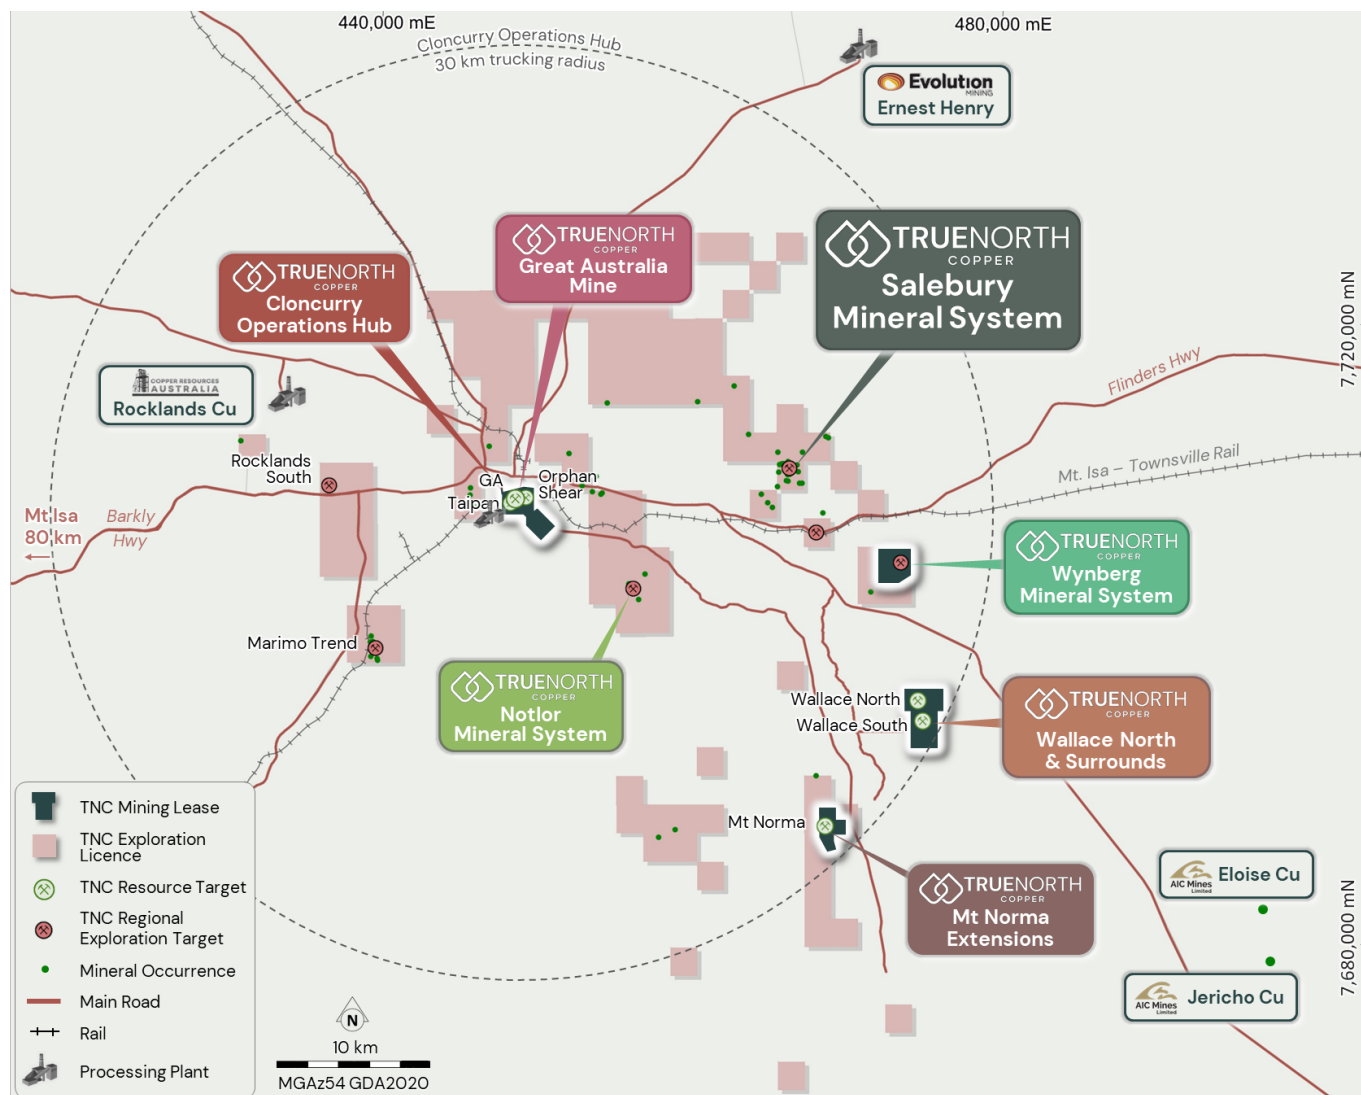 440,000 mE
480,000 mE
Cloncurry Operations Hub
30 km trucking radius
Evolution
MINING
Ernest Henry
TRUENORTH
COPPER
Great Australia
Mine
TRUENORTH
COPPER
Salebury
Mineral System
TRUENORTH
COPPER
Cloncurry
Operations Hub
7,720,000 mN
Flinders Hwy
COPPER RESOURCES
AUSTRALIA
Rocklands Cu
Rocklands
South
Mt. Isa – Townsville Rail
GA
Orphan
Shear
Taipan
Mt Isa
80 km
Barkly
Hwy
TRUENORTH
COPPER
Wynberg
Mineral System
Marimo Trend
TRUENORTH
COPPER
Notlor
Mineral System
Wallace North
Wallace South
TRUENORTH
COPPER
Wallace North
& Surrounds
Mt Norma
TRUENORTH
COPPER
Mt Norma
Extensions
AIC Mines
Limited
Eloise Cu
7,680,000 mN
AIC Mines
Limited
Jericho Cu
TNC Mining Lease
TNC Exploration
Licence
TNC Resource Target
TNC Regional
Exploration Target
Mineral Occurrence
Main Road
Rail
Processing Plant
N
10 km
MGAz54 GDA2020